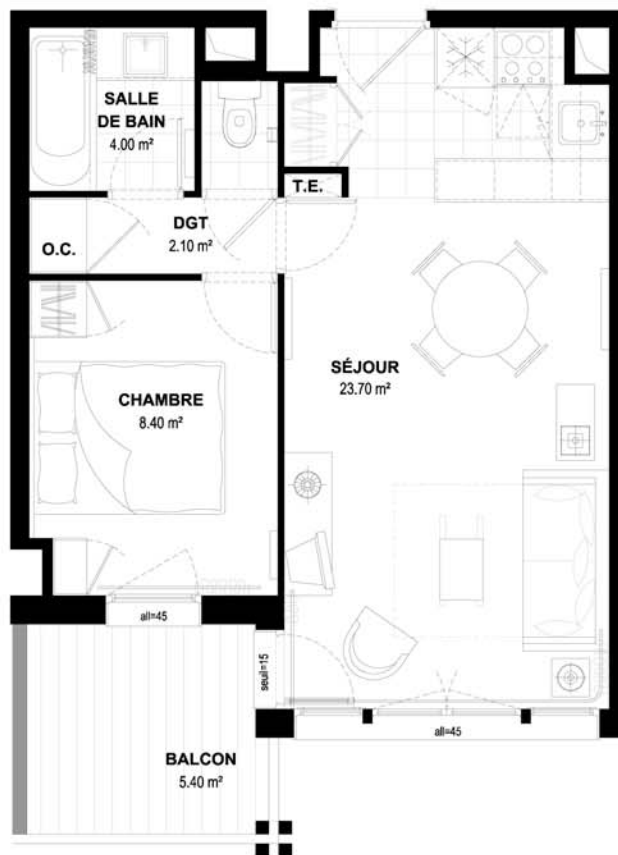 SALLE
DE BAIN
4.00 m²
T.E.
DGT
2.10 m²
O.C.
SÉJOUR
23.70 m²
CHAMBRE
8.40 m²
all=45
seuil=15
all=45
BALCON
5.40 m²